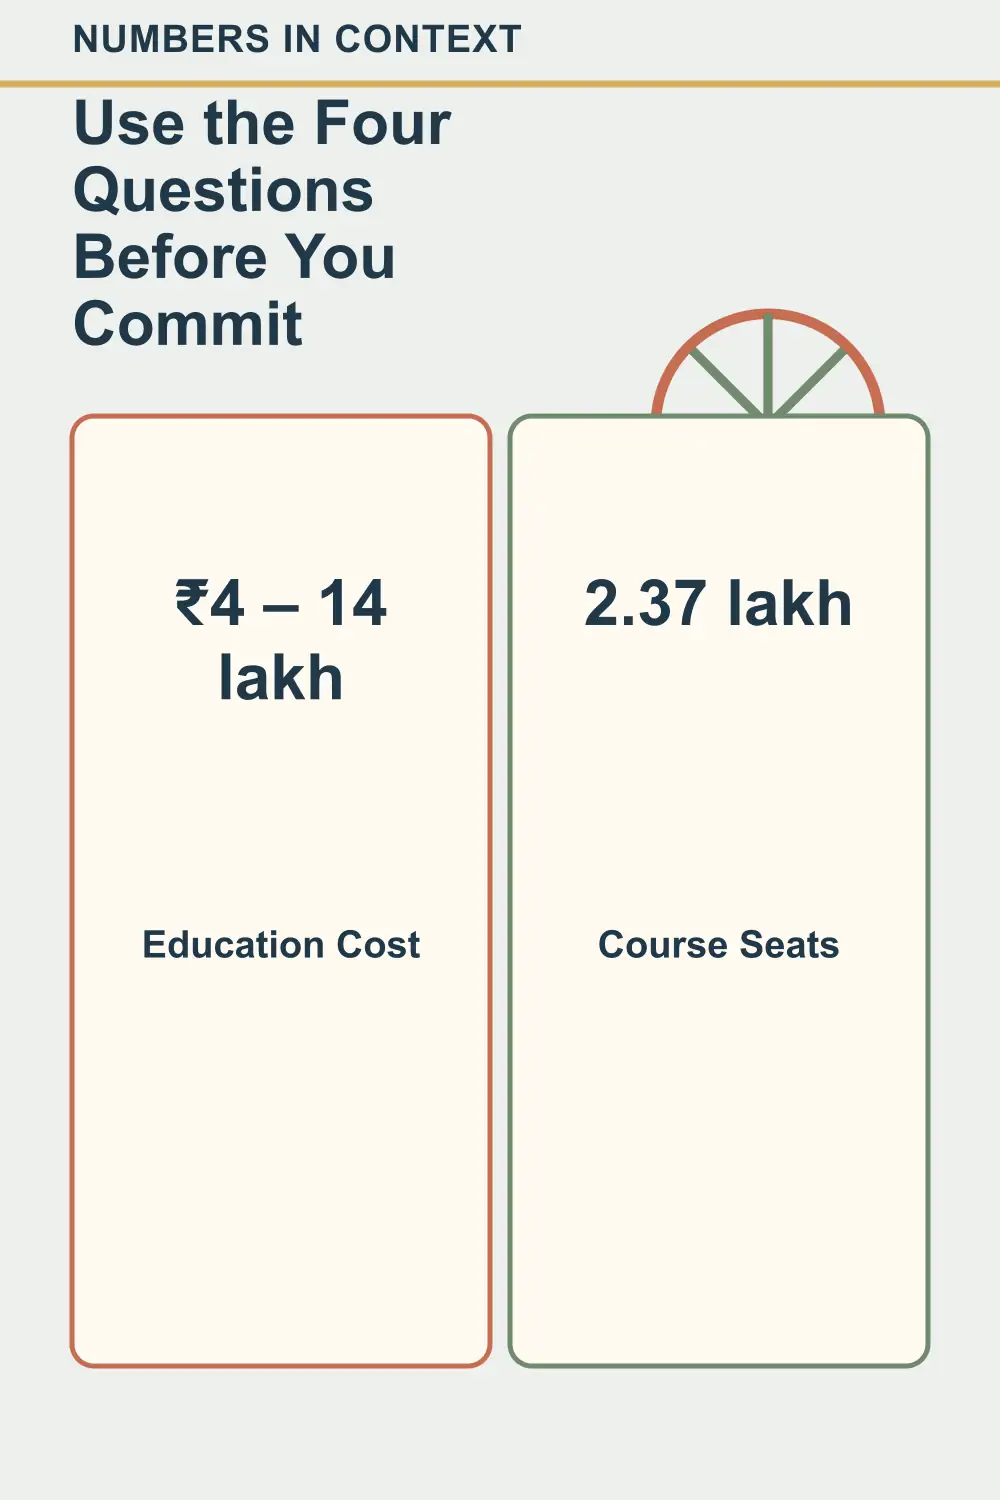 NUMBERS IN CONTEXT
Use the Four
Questions
Before You
Commit
₹4 – 14
lakh
Education Cost
2.37 lakh
Course Seats